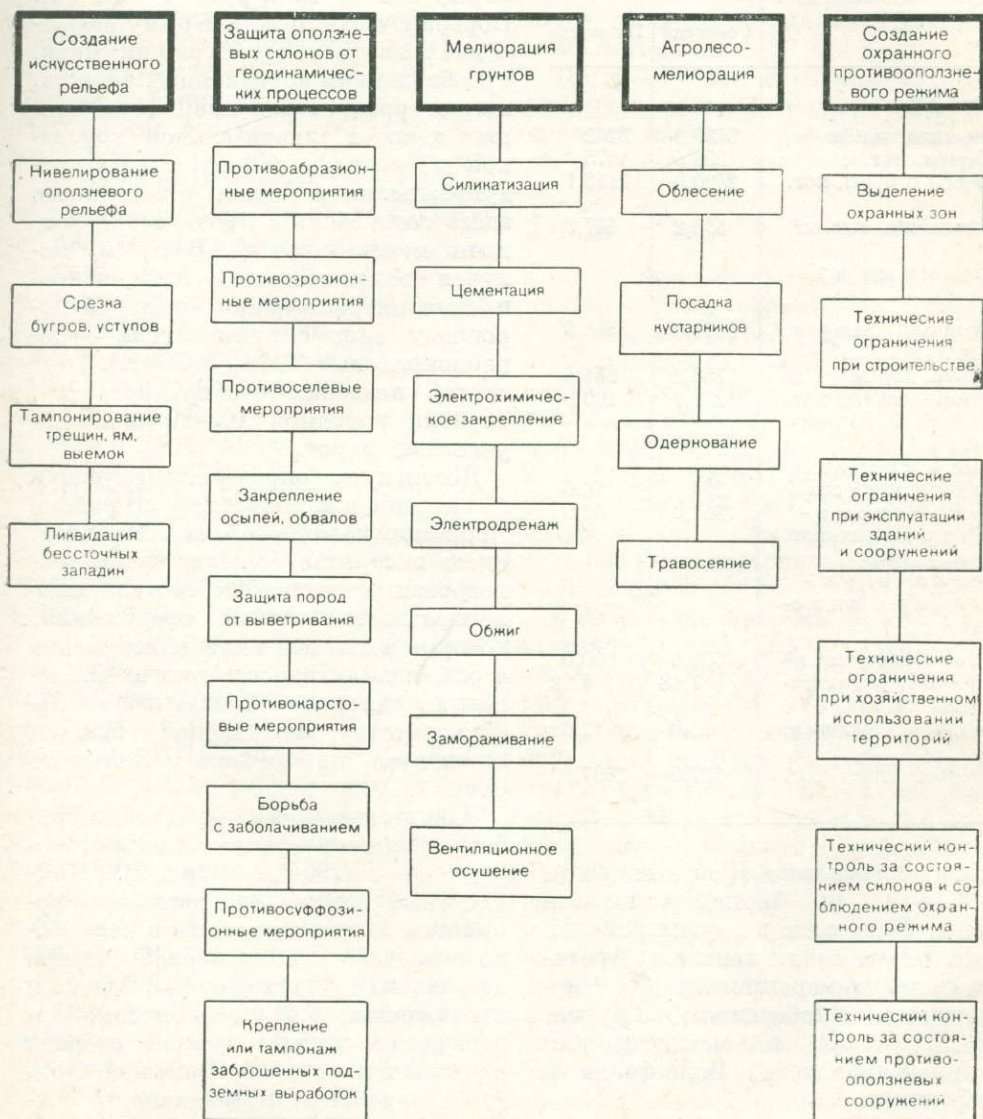 Создание
искусственного
рельефа
Нивелирование
оползневого
рельефа
Срезка
бугров, уступов
Тампонирование
трещин, ям,
выемок
Ликвидация
бессточных
западин
Защита оползне-
вых склонов от
геодинамичес-
ких процессов
Противоабразион-
ные мероприятия
Противоэрозион-
ные мероприятия
Противоселевые
мероприятия
Закрепление
осыпей, обвалов
Защита пород
от выветривания
Противокарсто-
вые мероприятия
Борьба
с заболачиванием
Противосуффози-
онные мероприятия
Крепление
или тампонаж
заброшенных под-
земных выработок
Мелиорация
грунтов
Силикатизация
Цементация
Электрохимичес-
кое закрепление
Электродренаж
Обжиг
Замораживание
Вентиляционное
осушение
Агролесо-
мелиорация
Облесение
Посадка
кустарников
Одернование
Травосеяние
Создание
охранного
противооползне-
вого режима
Выделение
охранных зон
Технические
ограничения
при строительстве
Технические
ограничения
при эксплуатации
зданий
и сооружений
Технические
ограничения
при хозяйственном
использовании
территорий
Технический кон-
троль за состоя-
нием склонов и со-
блюдением охран-
ного режима
Технический кон-
троль за состоя-
нием противо-
оползневых
сооружений